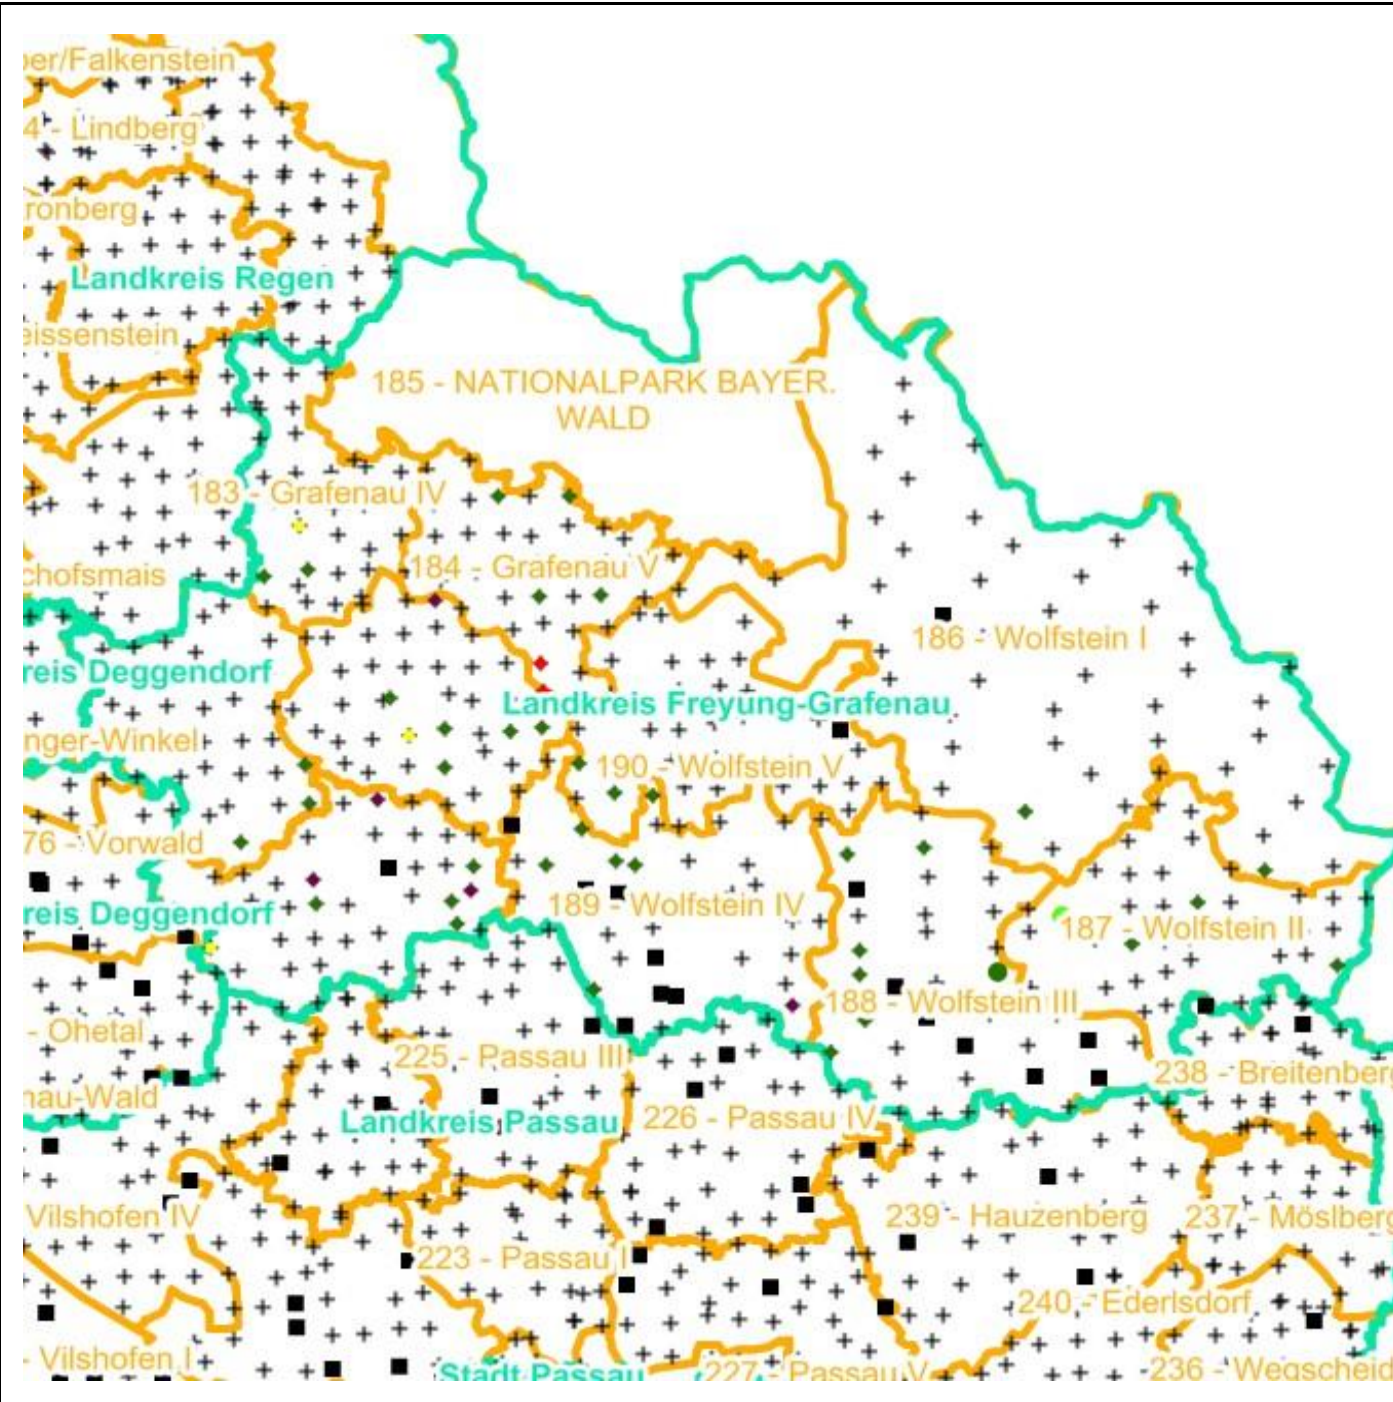 er/Falkenstein
4 - Lindberg
ronberg
Landkreis Regen
eissenstein
185 - NATIONALPARK BAYER.
WALD
183 - Grafenau IV
184 - Grafenau V
chofsmais
186 - Wolfstein I
reis Deggendorf
Landkreis Freyung-Grafenau
nger-Winkel
190 - Wolfstein V
76 - Vorwald
189 - Wolfstein IV
reis Deggendorf
187 - Wolfstein II
188 - Wolfstein III
- Ohetal
225 - Passau III
238 - Breitenberg
nau-Wald
226 - Passau IV
Landkreis Passau
Vilshofen IV
239 - Hauzenberg
237 - Möslberg
223 - Passau I
240 - Ederlsdorf
- Vilshofen I
Stadt Passau
227 - Passau V
236 - Wegscheid